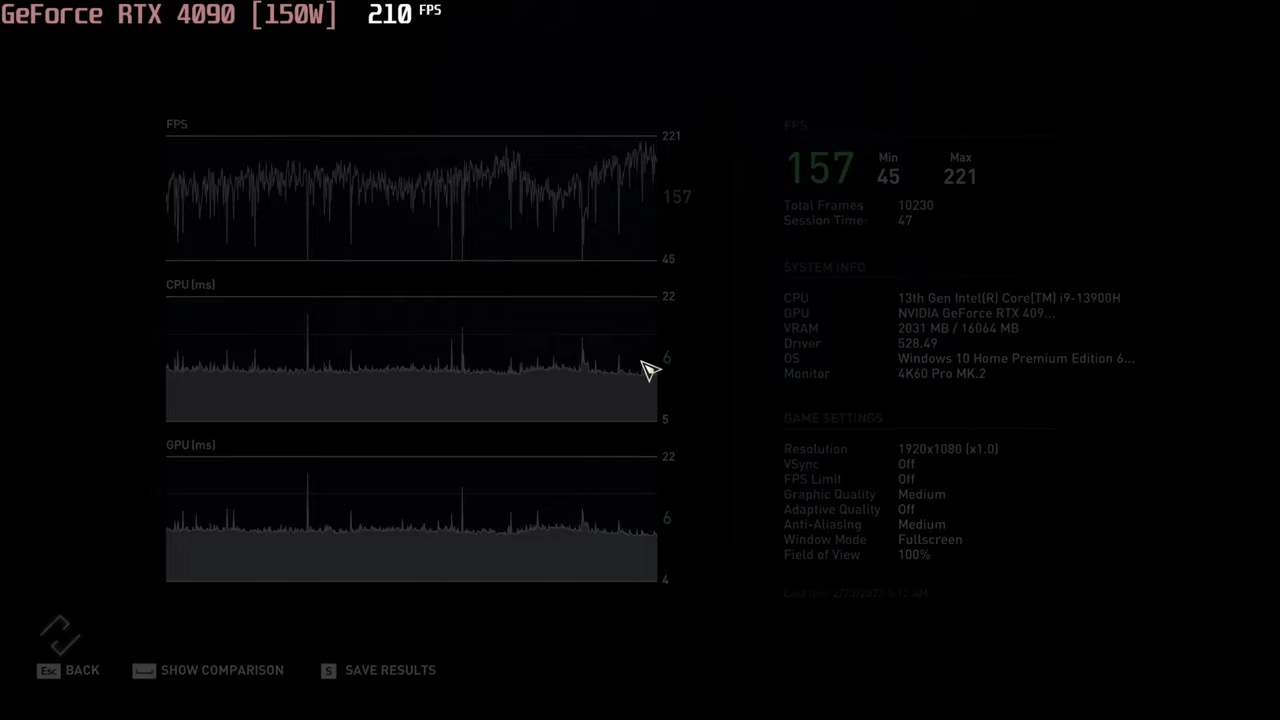 GeForce RTX 4090 [150W] 210 FPS
FPS
221
157
45
CPU (ms)
22
6
5
GPU (ms)
22
6
4
FPS
157 Min 45 Max 221
Total Frames 10230
Session Time: 47
SYSTEM INFO
CPU 13th Gen Intel(R) Core(TM) i9-13900H
GPU NVIDIA GeForce RTX 409...
VRAM 2031 MB / 16064 MB
Driver 528.49
OS Windows 10 Home Premium Edition 6...
Monitor 4K60 Pro MK.2
GAME SETTINGS
Resolution 1920x1080 (x1.0)
VSync Off
FPS Limit Off
Graphic Quality Medium
Adaptive Quality Off
Anti-Aliasing Medium
Window Mode Fullscreen
Field of View 100%
Esc BACK
SHOW COMPARISON
S SAVE RESULTS